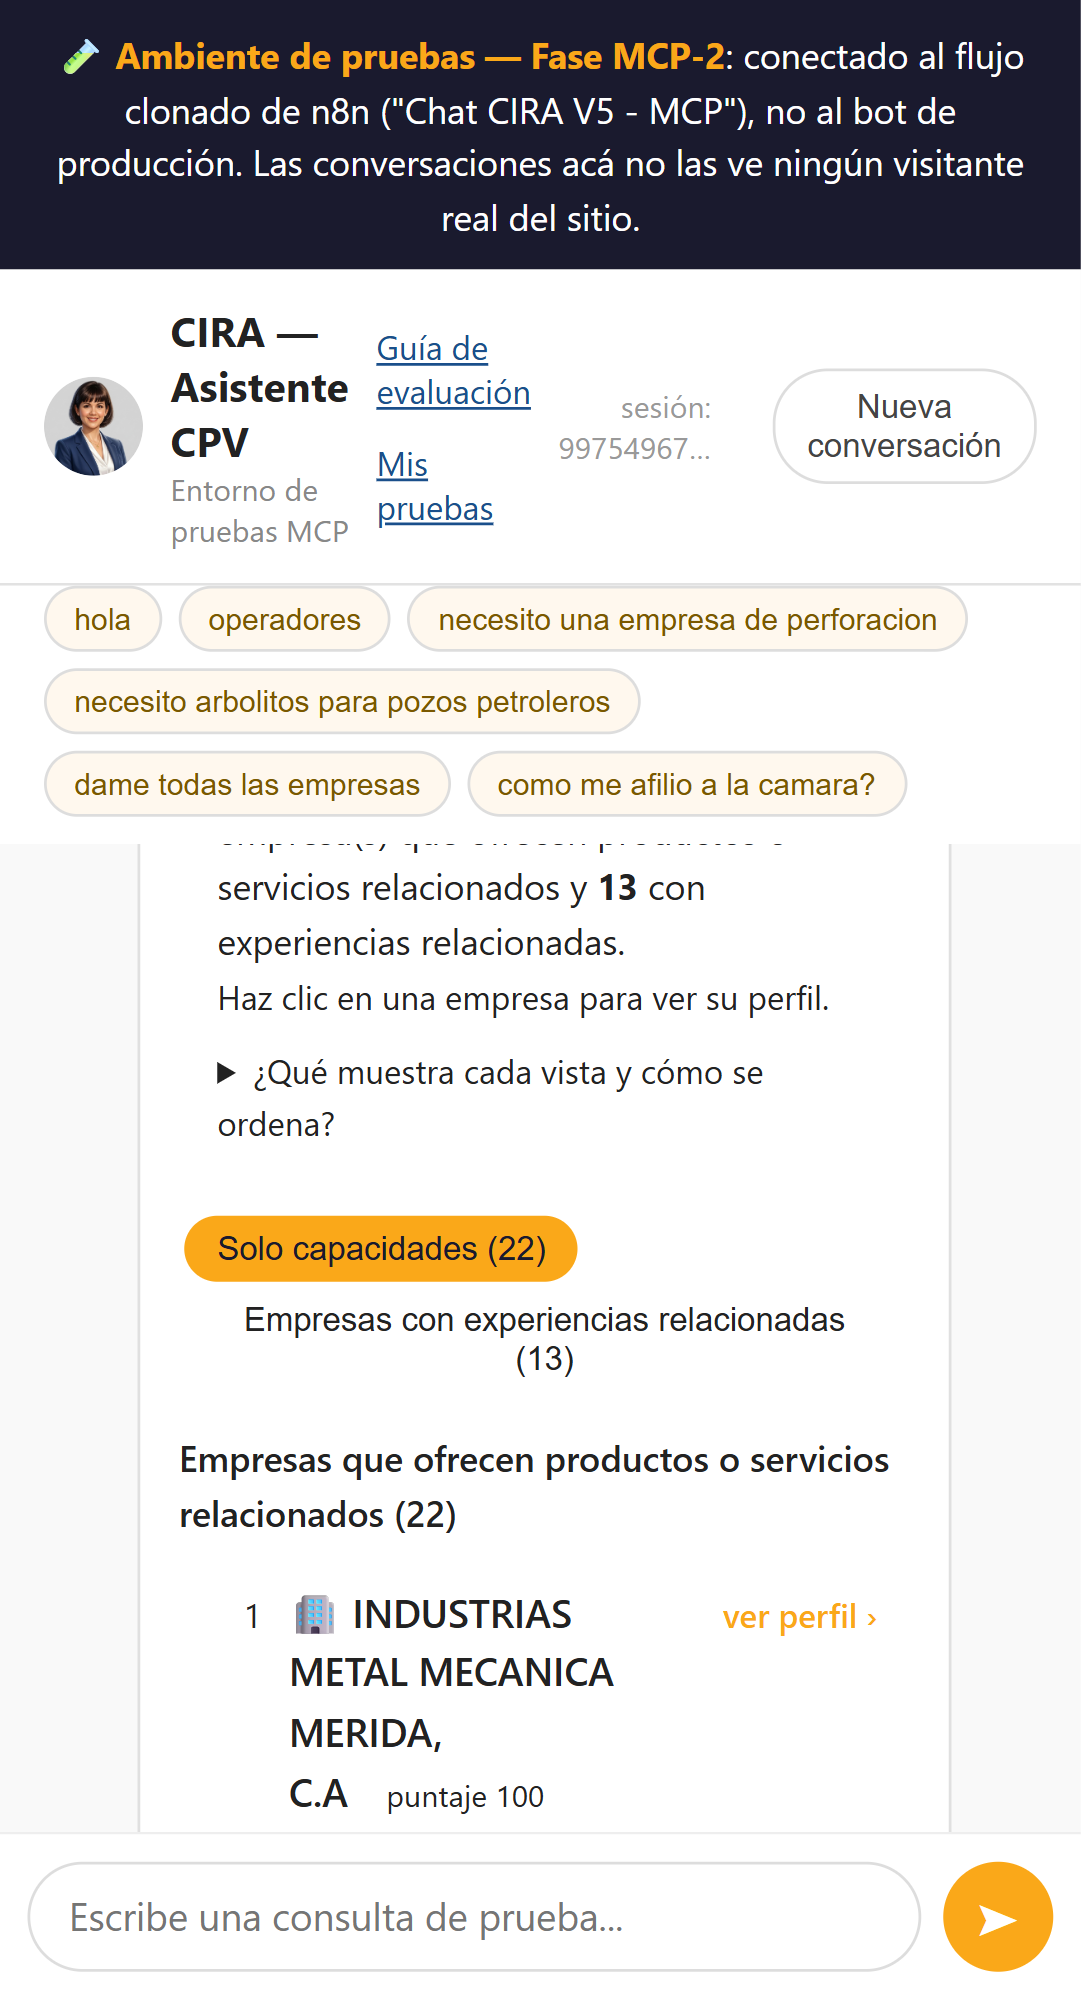 Ambiente de pruebas — Fase MCP-2: conectado al flujo
clonado de n8n ("Chat CIRA V5 - MCP"), no al bot de
producción. Las conversaciones acá no las ve ningún visitante
real del sitio.
CIRA —
Asistente
CPV
Entorno de
pruebas MCP
Guía de
evaluación
Mis
pruebas
sesión:
99754967...
Nueva
conversación
hola
operadores
necesito una empresa de perforacion
necesito arbolitos para pozos petroleros
dame todas las empresas
como me afilio a la camara?
servicios relacionados y 13 con
experiencias relacionadas.
Haz clic en una empresa para ver su perfil.
▶ ¿Qué muestra cada vista y cómo se
ordena?
Solo capacidades (22)
Empresas con experiencias relacionadas
(13)
Empresas que ofrecen productos o servicios
relacionados (22)
1 INDUSTRIAS ver perfil ›
METAL MECANICA
MERIDA,
C.A puntaje 100
Escribe una consulta de prueba...